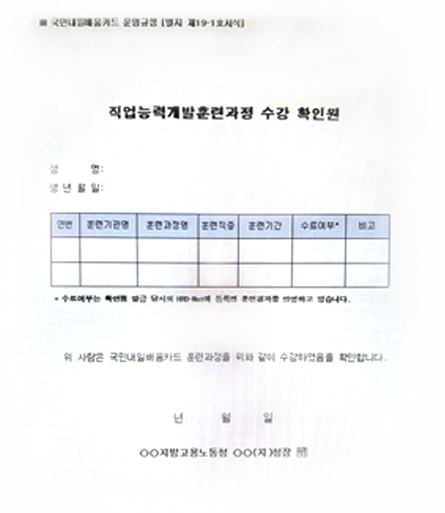 ■ 국민내일배움카드 운영규정 [별지 제19-1호서식]
직업능력개발훈련과정 수강 확인원
성 명:
생년월일:
연번 훈련기관명 훈련과정명 훈련직종 훈련기간 수료여부* 비고
* 수료여부는 확인원 발급 당시의 HRD-Net에 등록된 훈련결과를 반영하고 있습니다.
위 사람은 국민내일배움카드 훈련과정을 위와 같이 수강하였음을 확인합니다.
년 월 일
○○지방고용노동청 ○○(지)청장